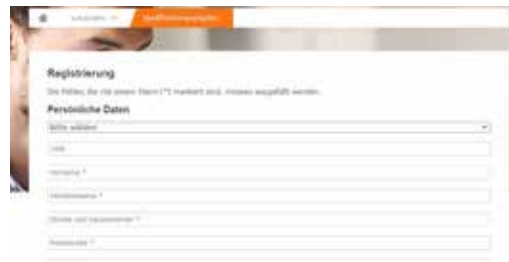 Registrierung
Die Felder, die mit einem Stern (*) markiert sind, müssen ausgefüllt werden.
Persönliche Daten
Bitte wählen
Titel
Vorname *
Nachname *
Straße und Hausnummer *
Postleitzahl *